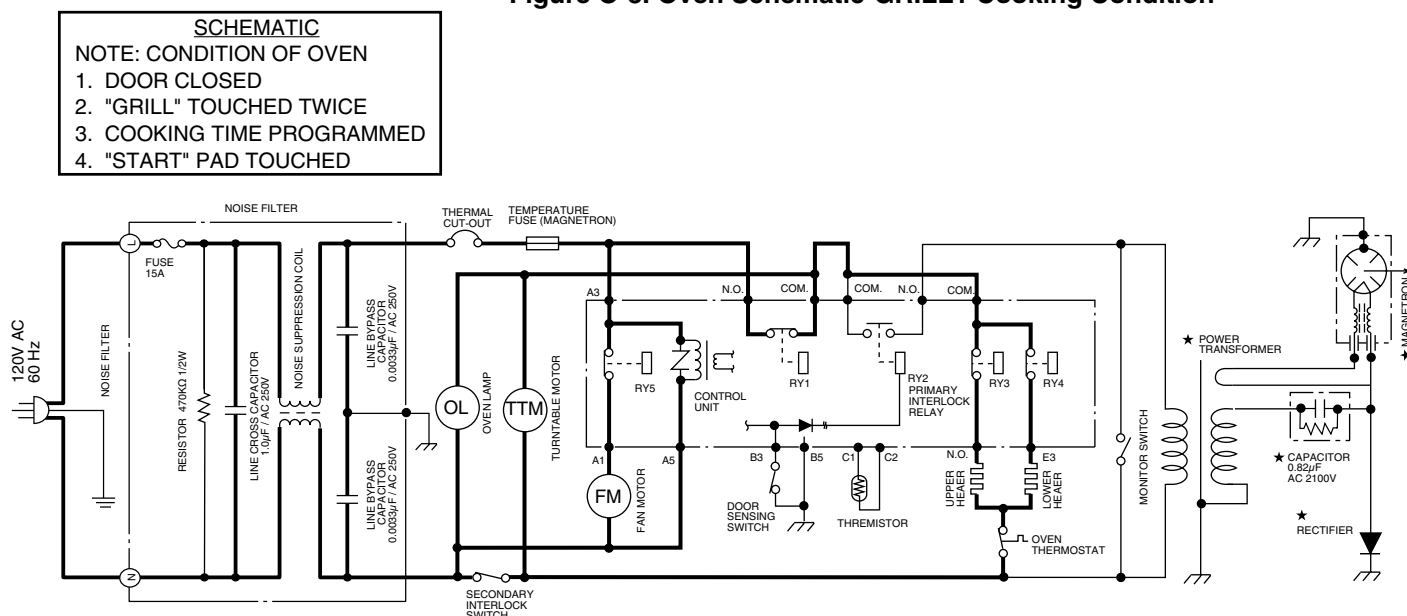 Figure Oven Cooking Condition
SCHEMATIC
NOTE: CONDITION OF OVEN
1. DOOR CLOSED
2. "GRILL" TOUCHED TWICE
3. COOKING TIME PROGRAMMED
4. "START" PAD TOUCHED
120V AC
60 Hz
NOISE FILTER
NOISE FILTER
L
N
FUSE
15A
RESISTOR 470KΩ 1/2W
LINE CROSS CAPACITOR
1.0µF / AC 250V
NOISE SUPPRESSION COIL
LINE BYPASS
CAPACITOR
0.0033µF / AC 250V
LINE BYPASS
CAPACITOR
0.0033µF / AC 250V
THERMAL
CUT-OUT
TEMPERATURE
FUSE (MAGNETRON)
OL
OVEN LAMP
TTM
TURNTABLE MOTOR
SECONDARY
INTERLOCK
SWITCH
A3
N.O.
COM.
COM.
N.O.
COM.
RY5
CONTROL
UNIT
RY1
RY2
PRIMARY
INTERLOCK
RELAY
RY3
RY4
A1
A5
B3
B5
C1
C2
N.O.
E3
FM
FAN MOTOR
DOOR
SENSING
SWITCH
THREMISTOR
UPPER
HEAER
LOWER
HEAER
OVEN
THERMOSTAT
MONITOR SWITCH
★ POWER
TRANSFORMER
★ MAGNETRON
★ CAPACITOR
0.82µF
AC 2100V
★
RECTIFIER